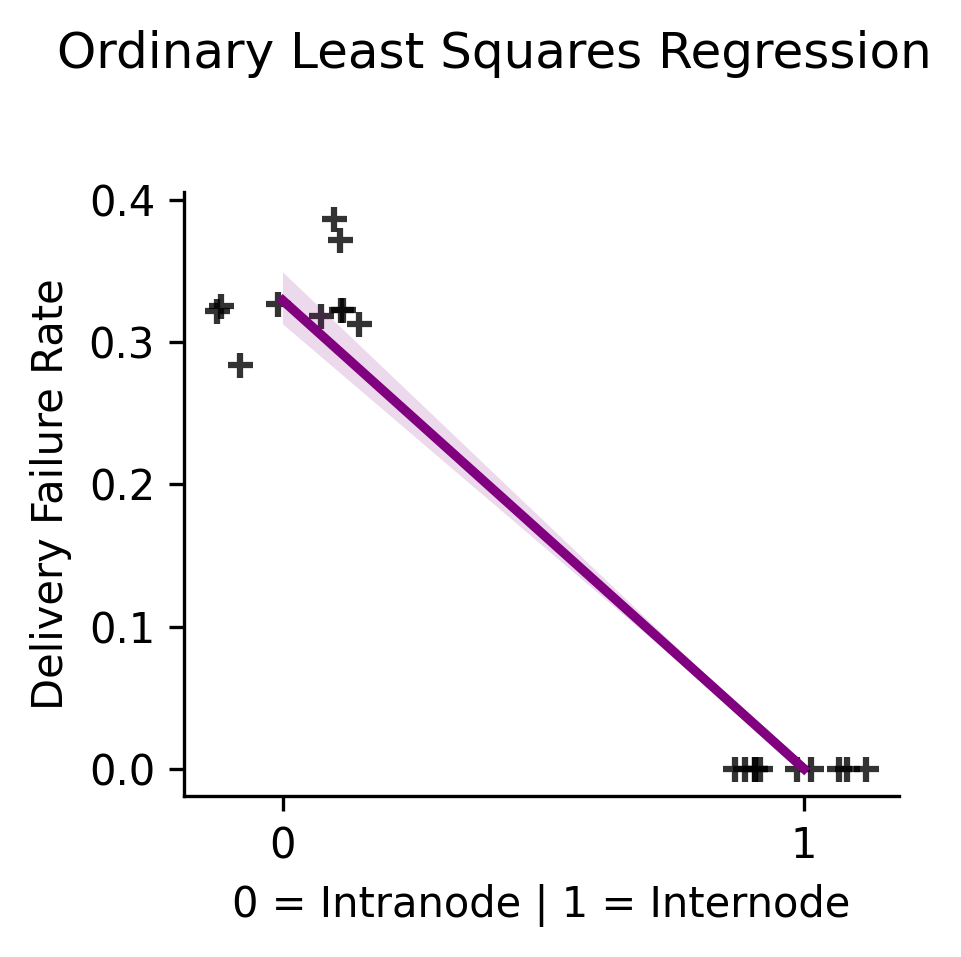 Ordinary Least Squares Regression
0.4
0.3
0.2
0.1
0.0
Delivery Failure Rate
0
1
0 = Intranode | 1 = Internode